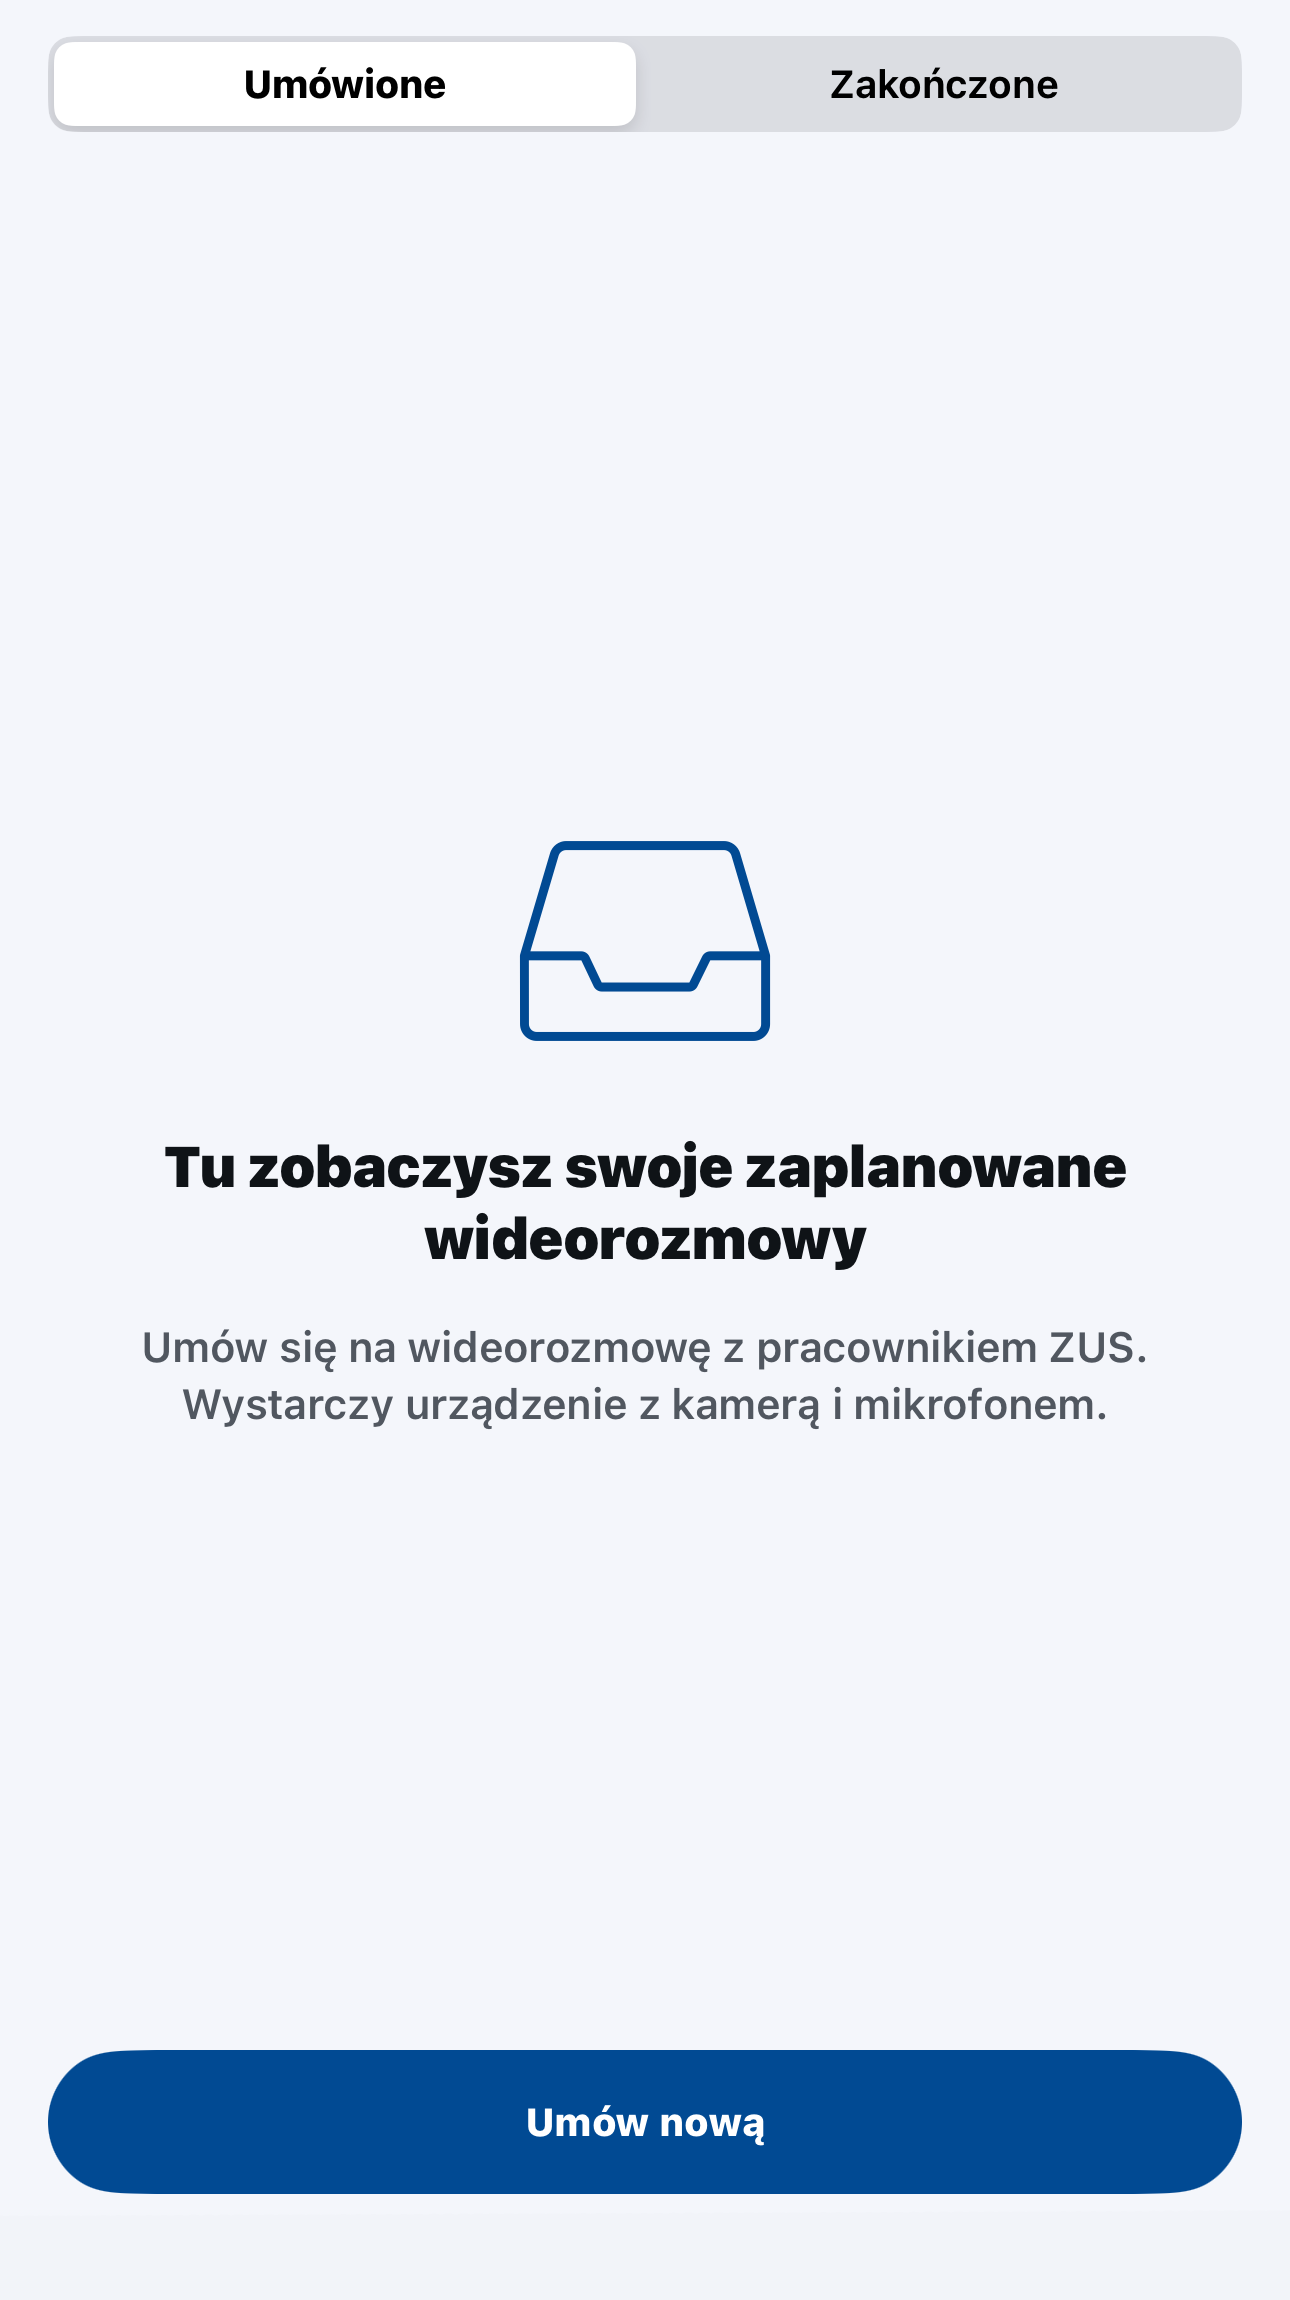 Umówione
Zakończone
Tu zobaczysz swoje zaplanowane
wideorozmowy
Umów się na wideorozmowę z pracownikiem ZUS.
Wystarczy urządzenie z kamerą i mikrofonem.
Umów nową